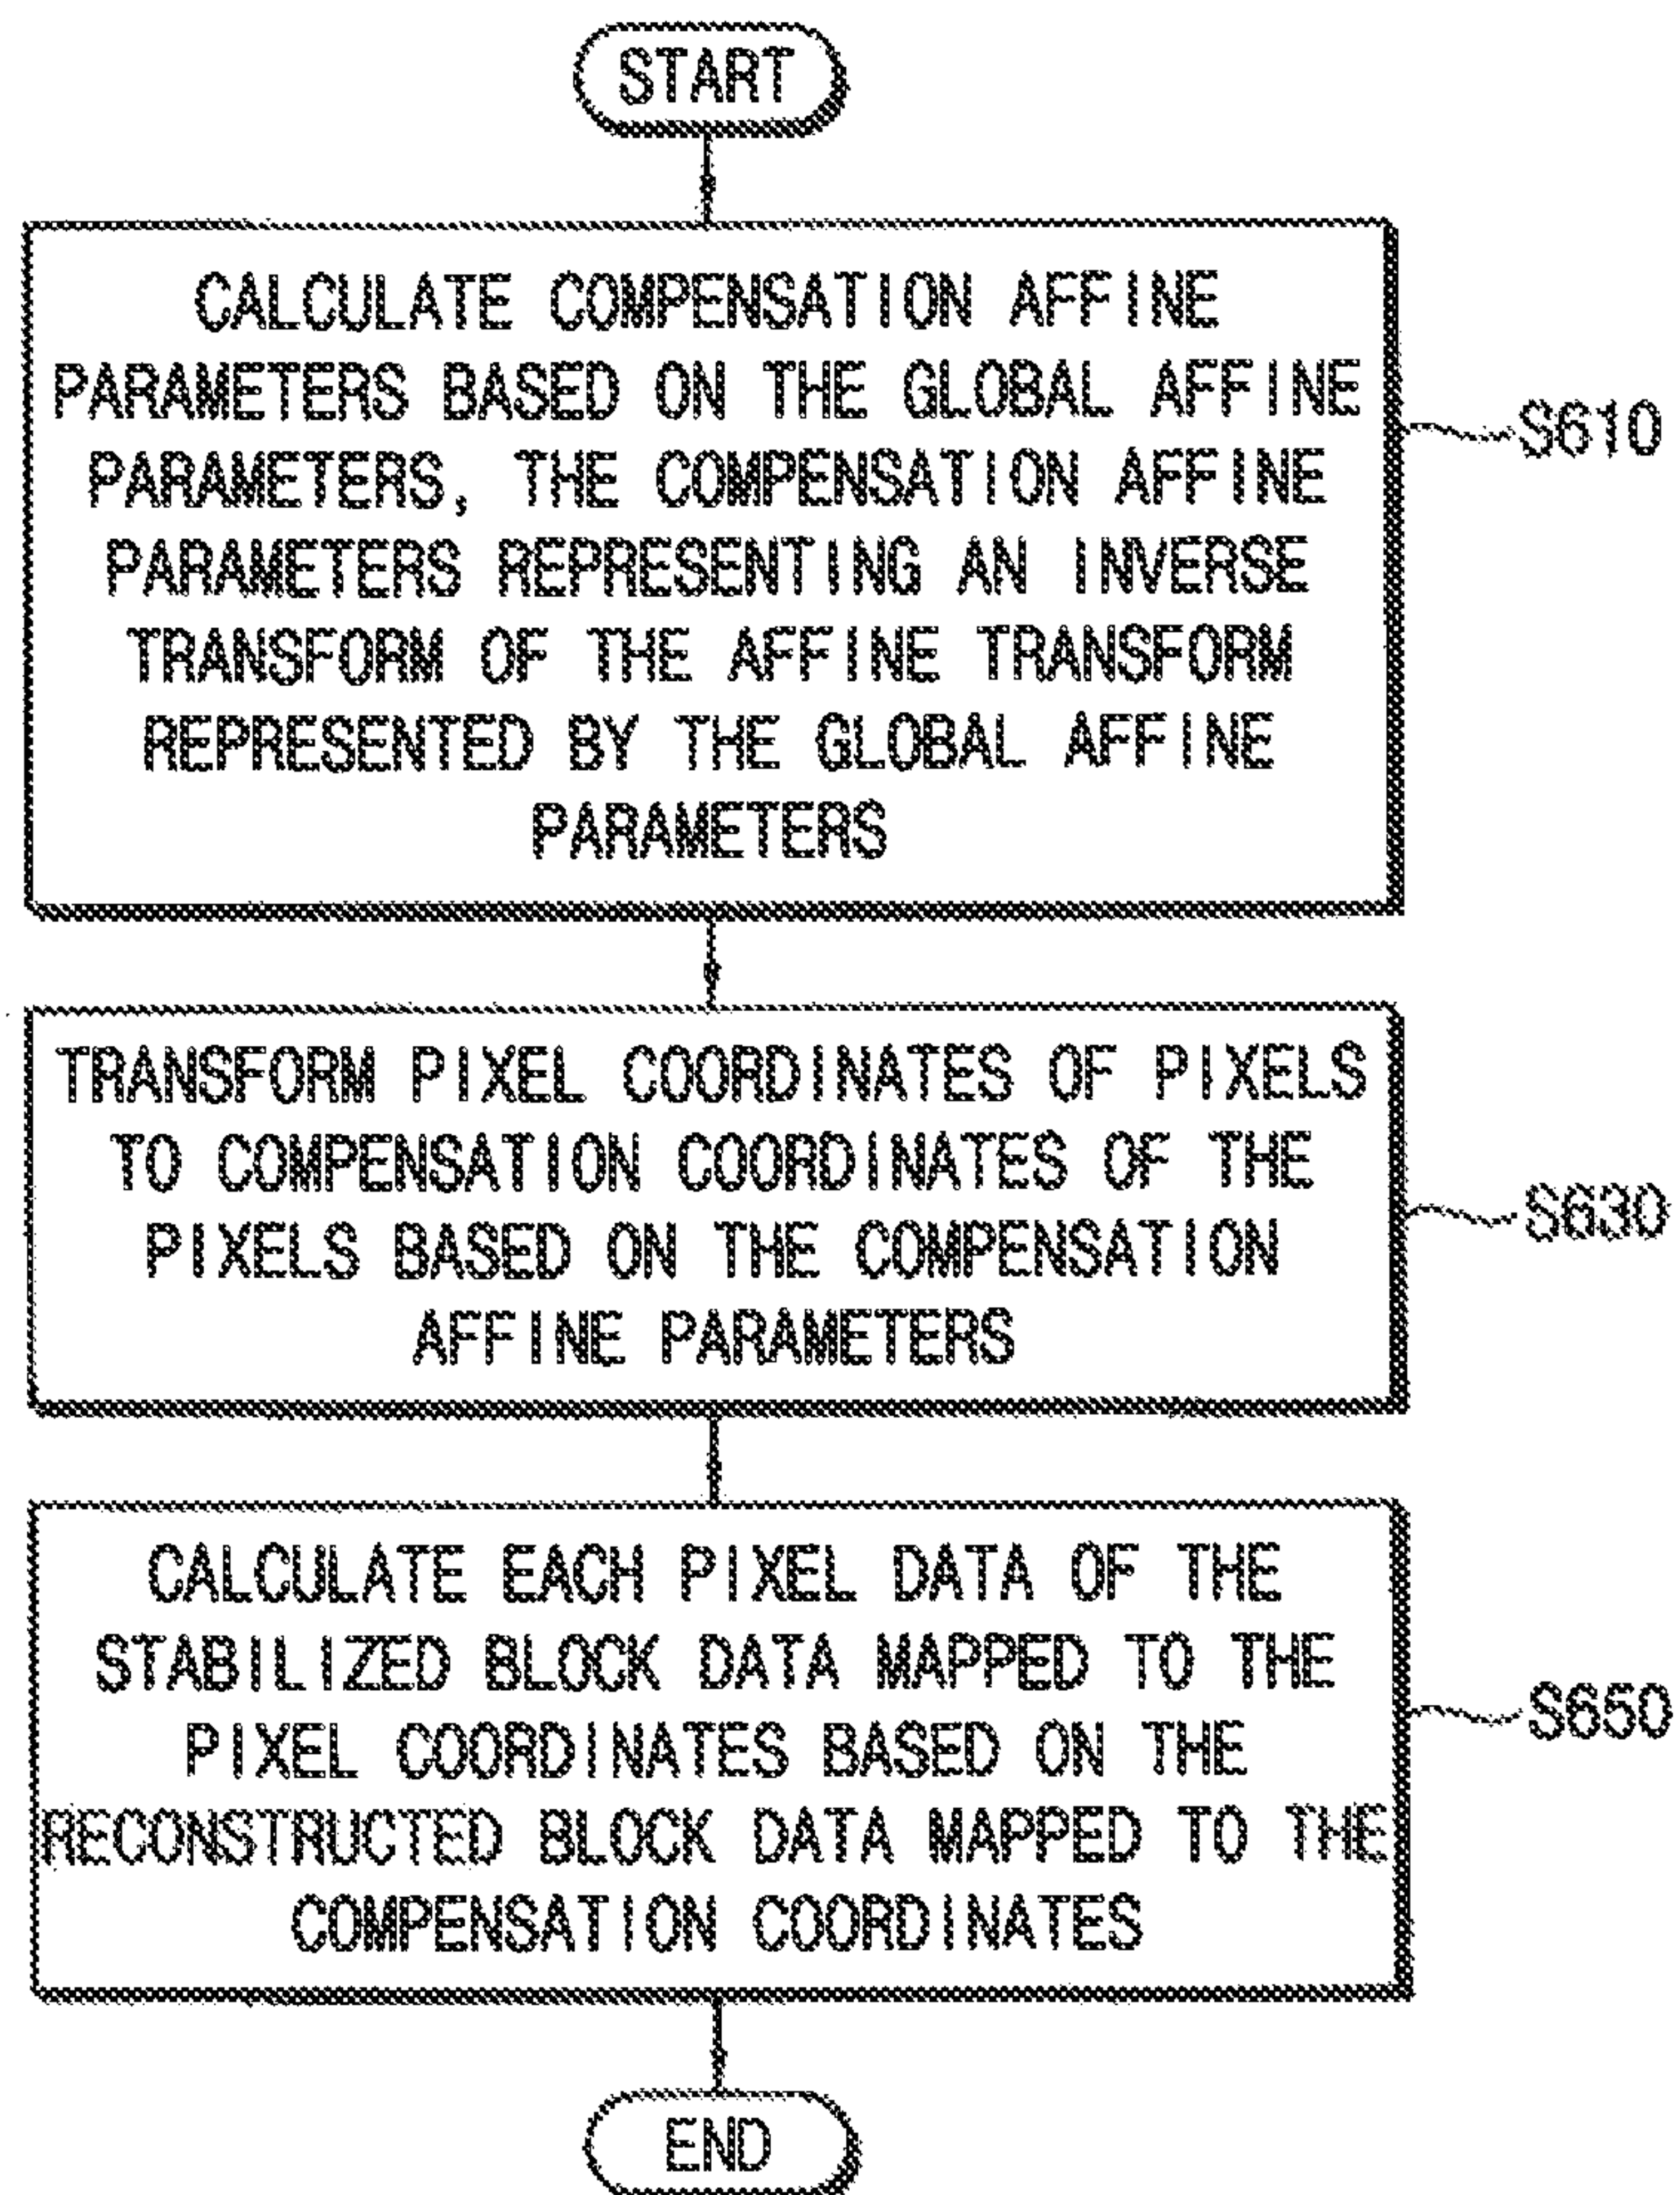 START
CALCULATE COMPENSATION AFFINE
PARAMETERS BASED ON THE GLOBAL AFFINE
PARAMETERS, THE COMPENSATION AFFINE
PARAMETERS REPRESENTING AN INVERSE
TRANSFORM OF THE AFFINE TRANSFORM
REPRESENTED BY THE GLOBAL AFFINE
PARAMETERS
S610
TRANSFORM PIXEL COORDINATES OF PIXELS
TO COMPENSATION COORDINATES OF THE
PIXELS BASED ON THE COMPENSATION
AFFINE PARAMETERS
S630
CALCULATE EACH PIXEL DATA OF THE
STABILIZED BLOCK DATA MAPPED TO THE
PIXEL COORDINATES BASED ON THE
RECONSTRUCTED BLOCK DATA MAPPED TO THE
COMPENSATION COORDINATES
S650
END